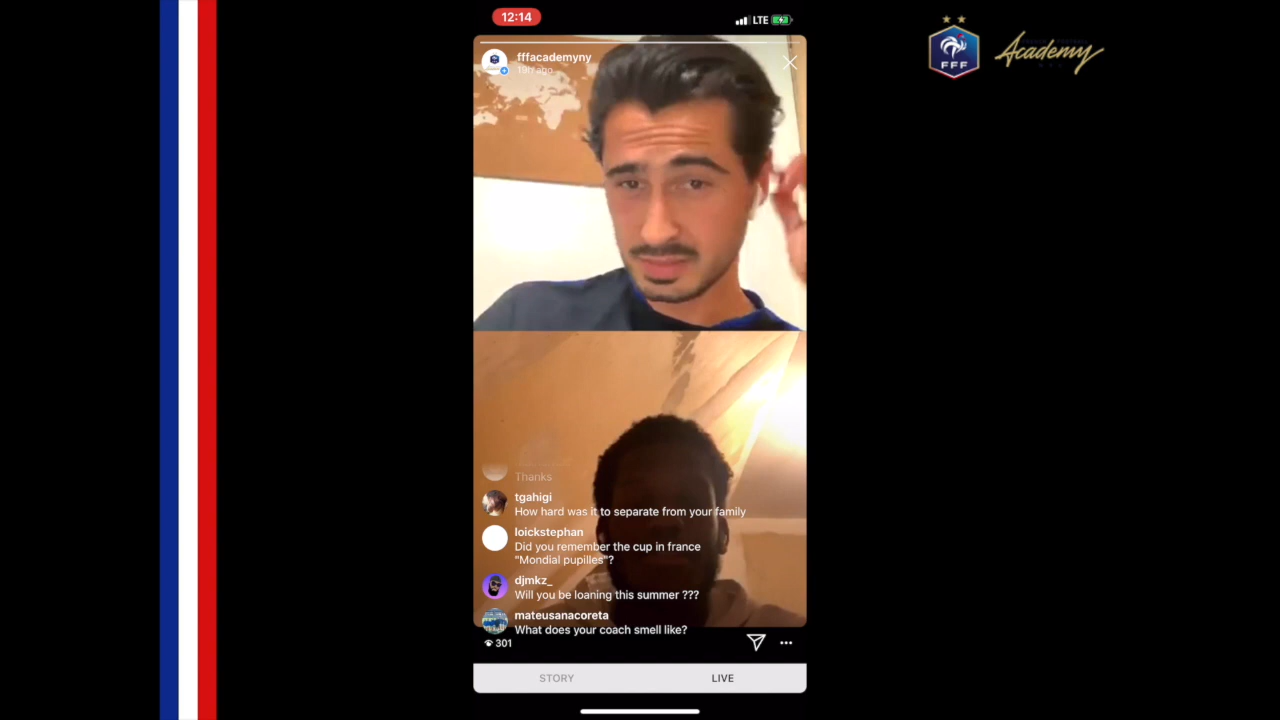 12:14
LTE
fffacademyny
19h ago
FFF
Academy
Thanks
tgahigi
How hard was it to separate from your family
loickstephan
Did you remember the cup in france
"Mondial pupilles"?
djmkz_
Will you be loaning this summer ???
mateusanacoreta
What does your coach smell like?
301
STORY
LIVE